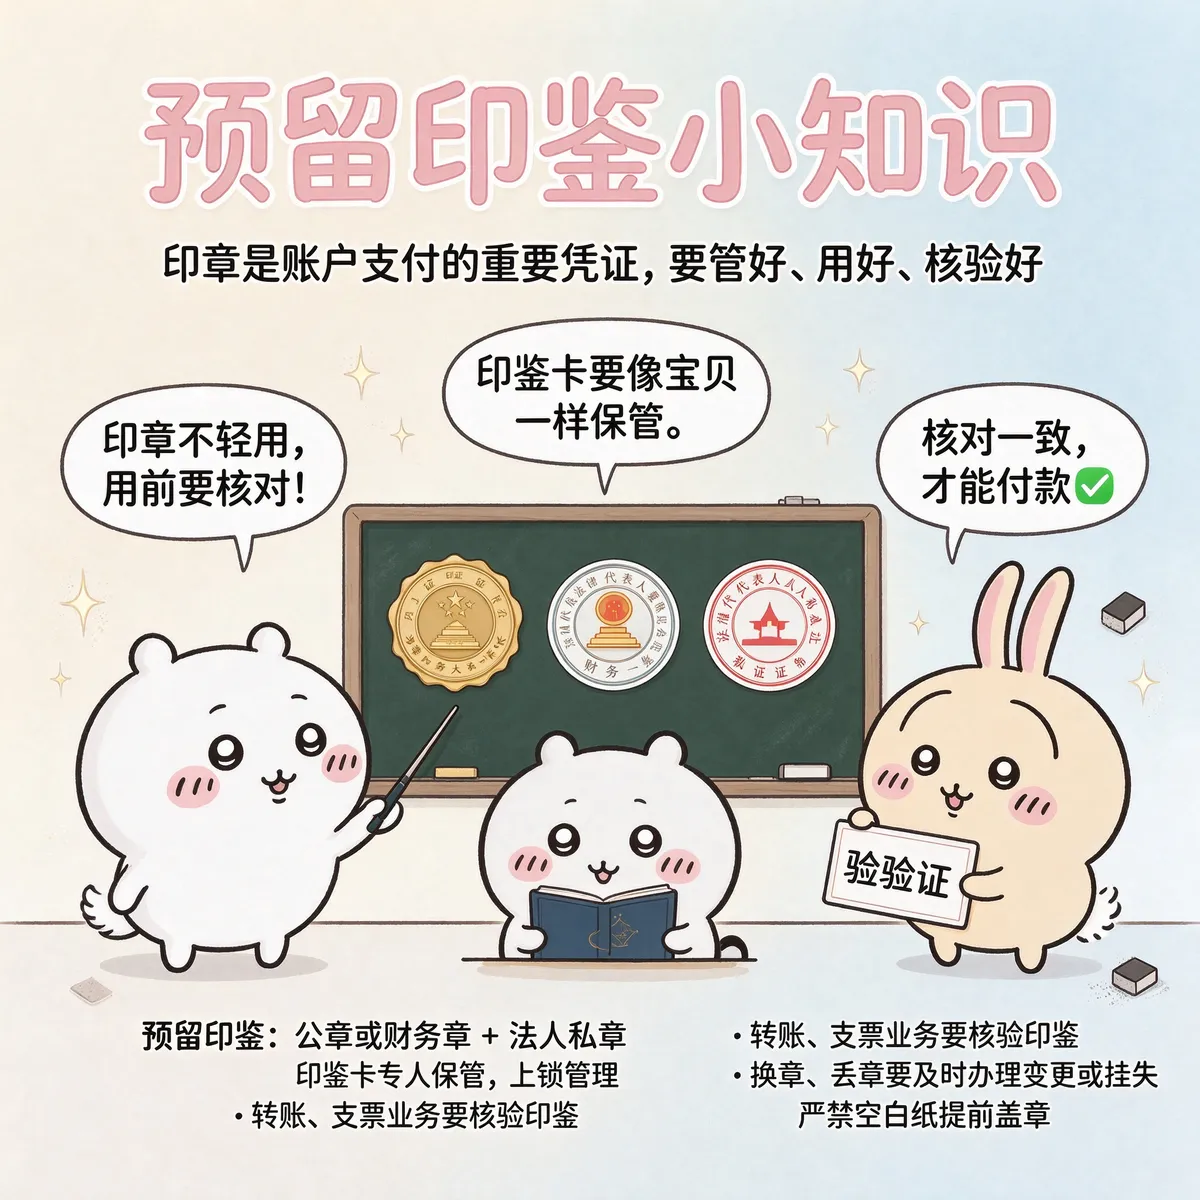 预留印鉴小知识
印章是账户支付的重要凭证，要管好、用好、核验好
印章不轻用，
用前要核对！
印鉴卡要像宝贝
一样保管。
核对一致，
才能付款✅
财务一
验验证
预留印鉴：公章或财务章 + 法人私章
印鉴卡专人保管，上锁管理
・转账、支票业务要核验印鉴
・转账、支票业务要核验印鉴
・换章、丢章要及时办理变更或挂失
严禁空白纸提前盖章